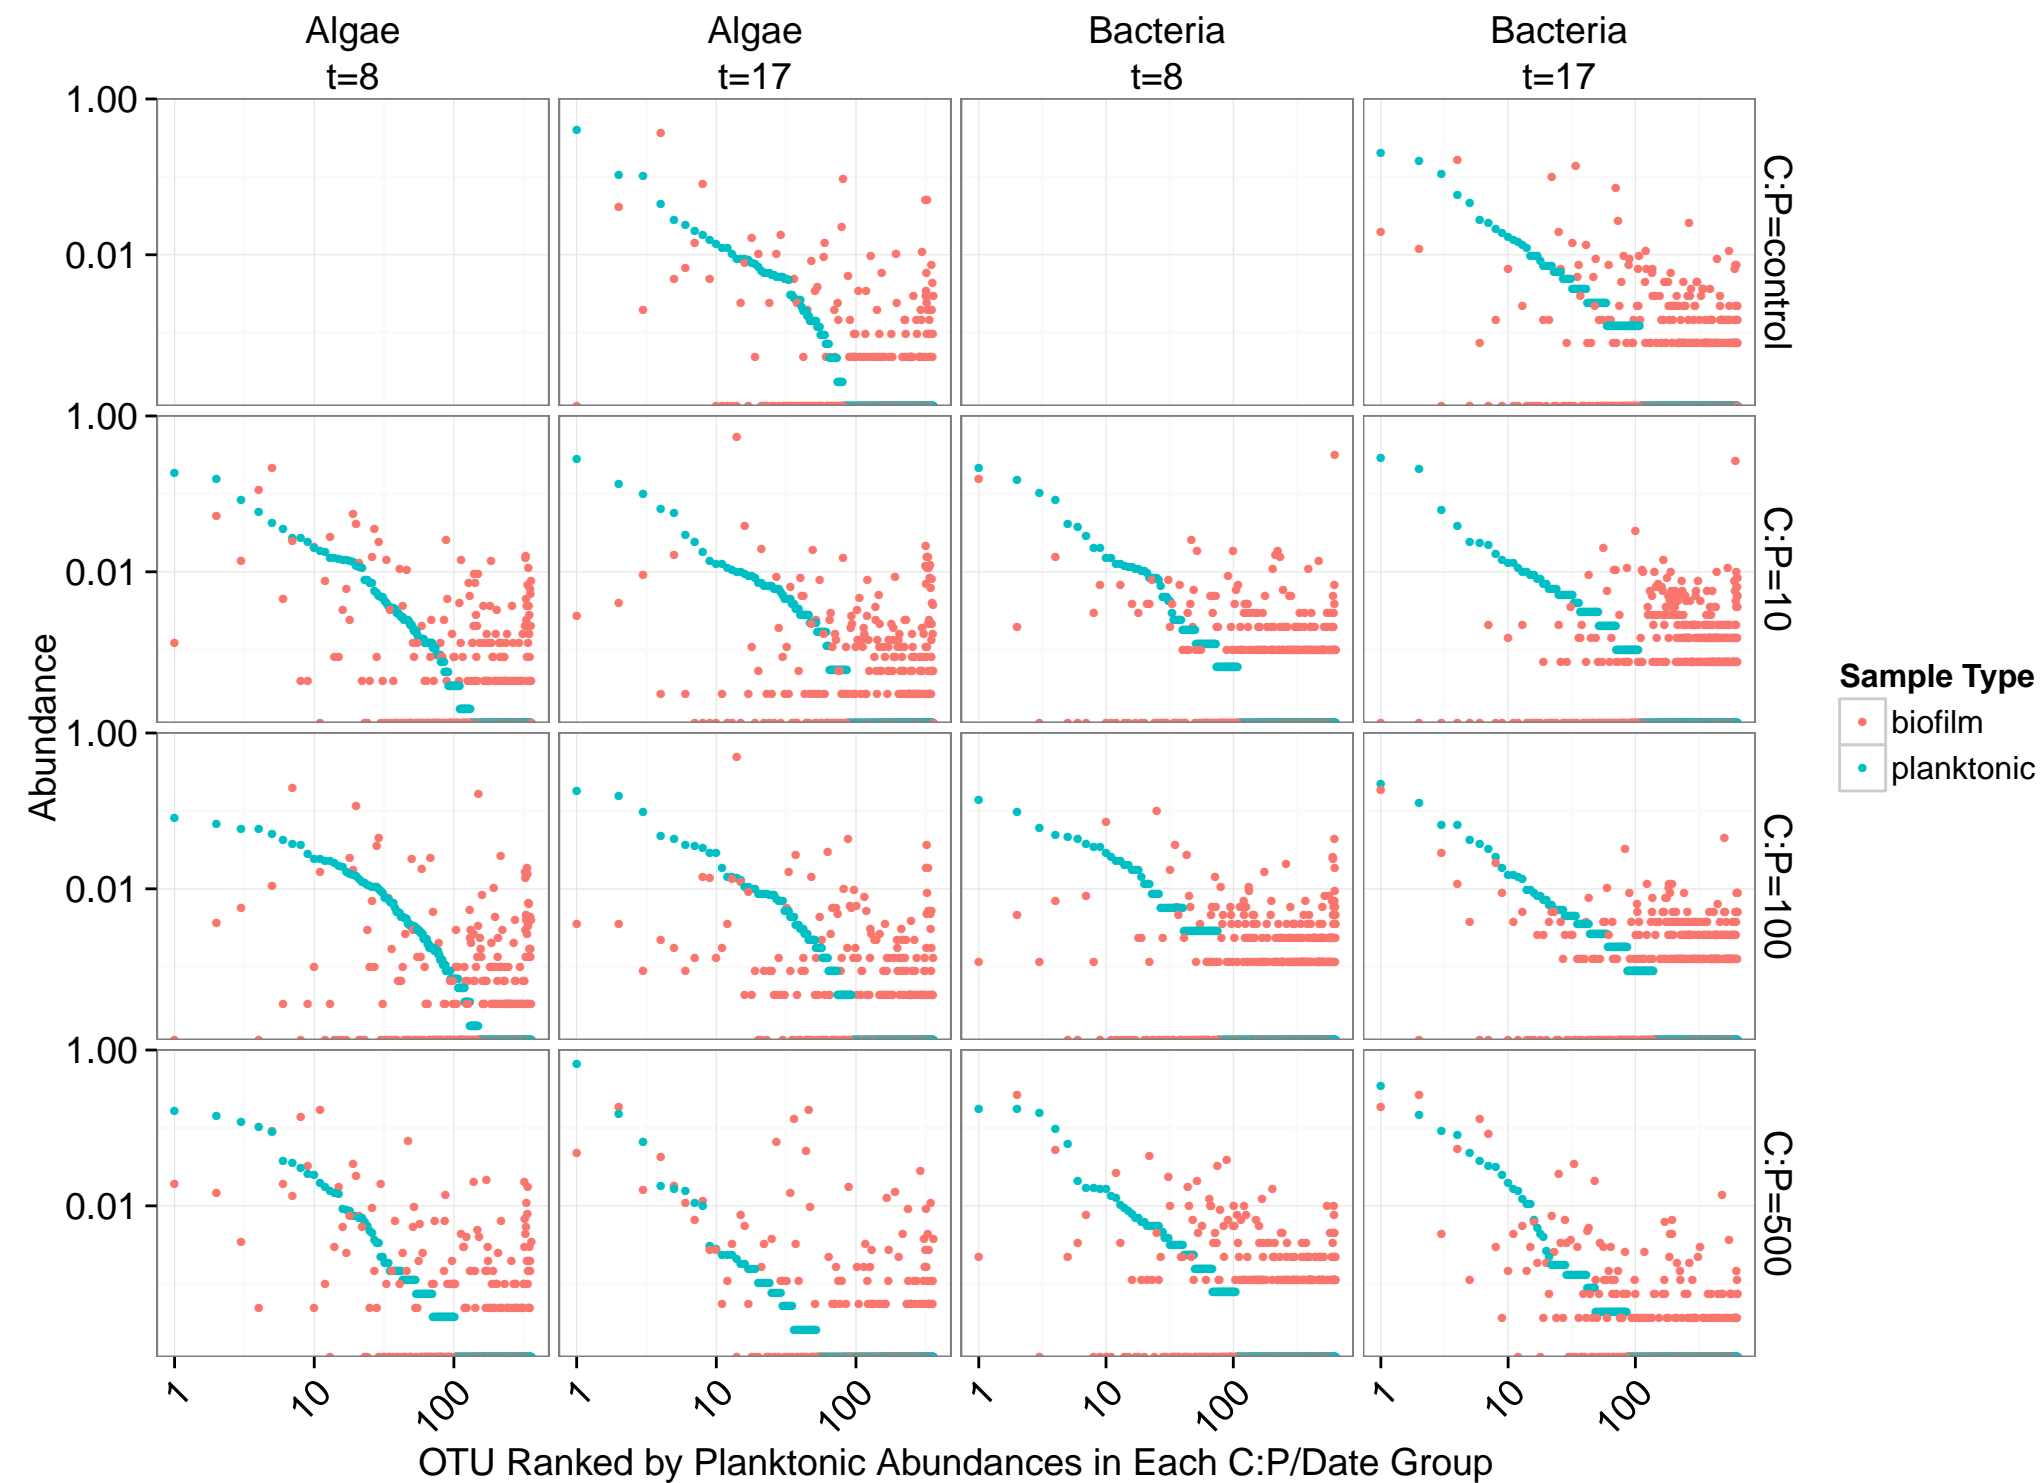 Algae
t=8
Algae
t=17
Bacteria
t=8
Bacteria
t=17
1.00
0.01
C:P=control
1.00
0.01
C:P=10
1.00
0.01
C:P=100
1.00
0.01
C:P=500
Abundance
Sample Type
biofilm
planktonic
1 10 100 1 10 100 1 10 100 1 10 100
OTU Ranked by Planktonic Abundances in Each C:P/Date Group